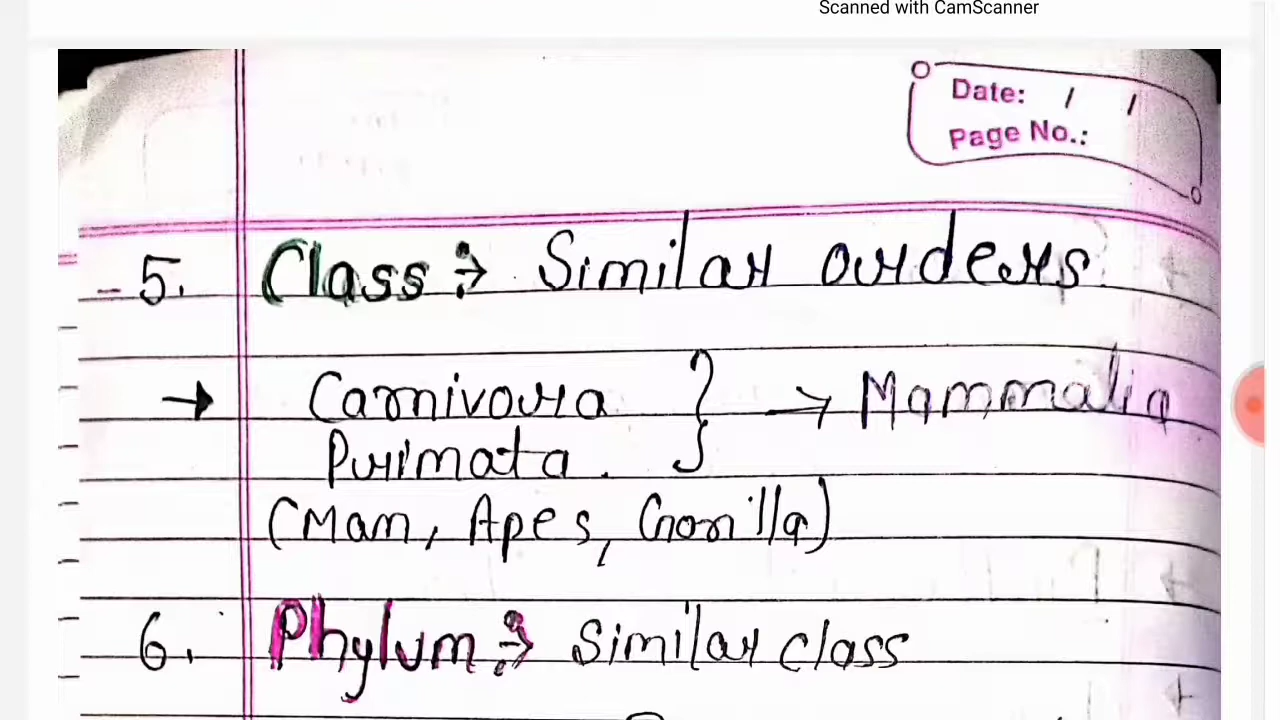 Scanned with CamScanner
Date: / /
Page No.:
5. Class :→ Similar orders.
→ Carnivora } → Mammalia
Primata.
(Man, Apes, Gorilla)
6. Phylum :→ Similar class